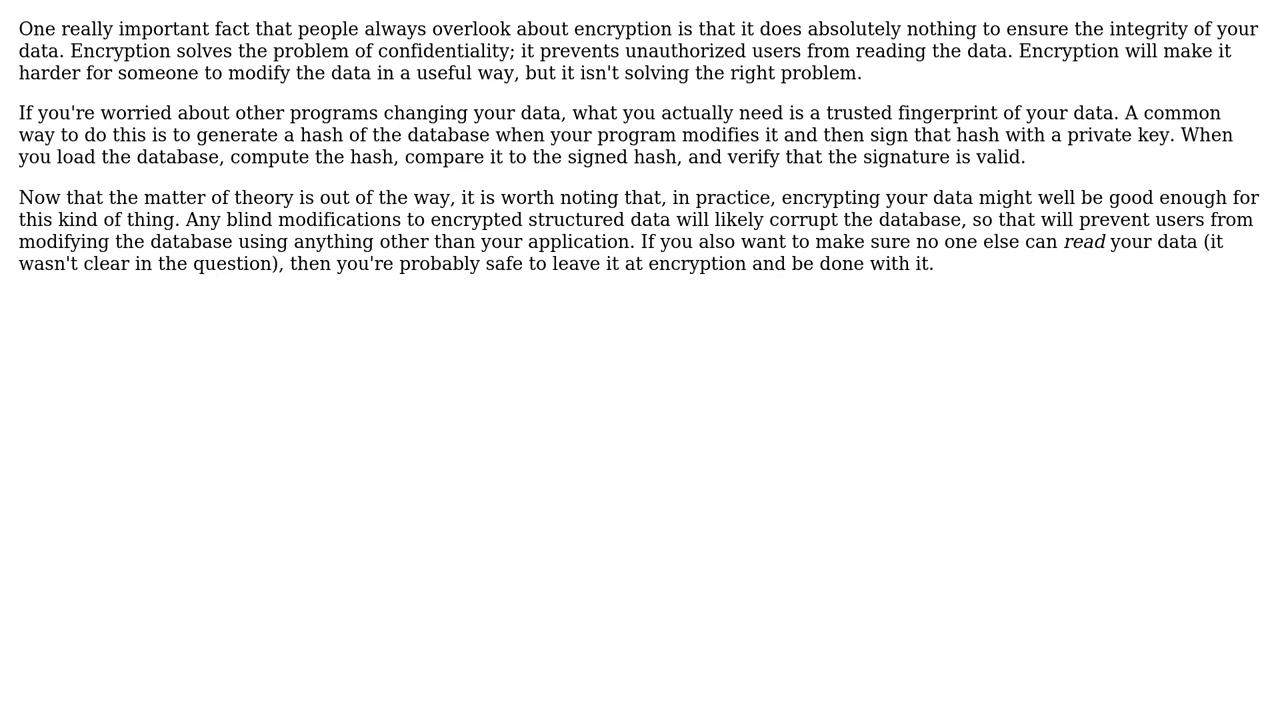 One really important fact that people always overlook about encryption is that it does absolutely nothing to ensure the integrity of your
data. Encryption solves the problem of confidentiality; it prevents unauthorized users from reading the data. Encryption will make it
harder for someone to modify the data in a useful way, but it isn't solving the right problem.
If you're worried about other programs changing your data, what you actually need is a trusted fingerprint of your data. A common
way to do this is to generate a hash of the database when your program modifies it and then sign that hash with a private key. When
you load the database, compute the hash, compare it to the signed hash, and verify that the signature is valid.
Now that the matter of theory is out of the way, it is worth noting that, in practice, encrypting your data might well be good enough for
this kind of thing. Any blind modifications to encrypted structured data will likely corrupt the database, so that will prevent users from
modifying the database using anything other than your application. If you also want to make sure no one else can read your data (it
wasn't clear in the question), then you're probably safe to leave it at encryption and be done with it.